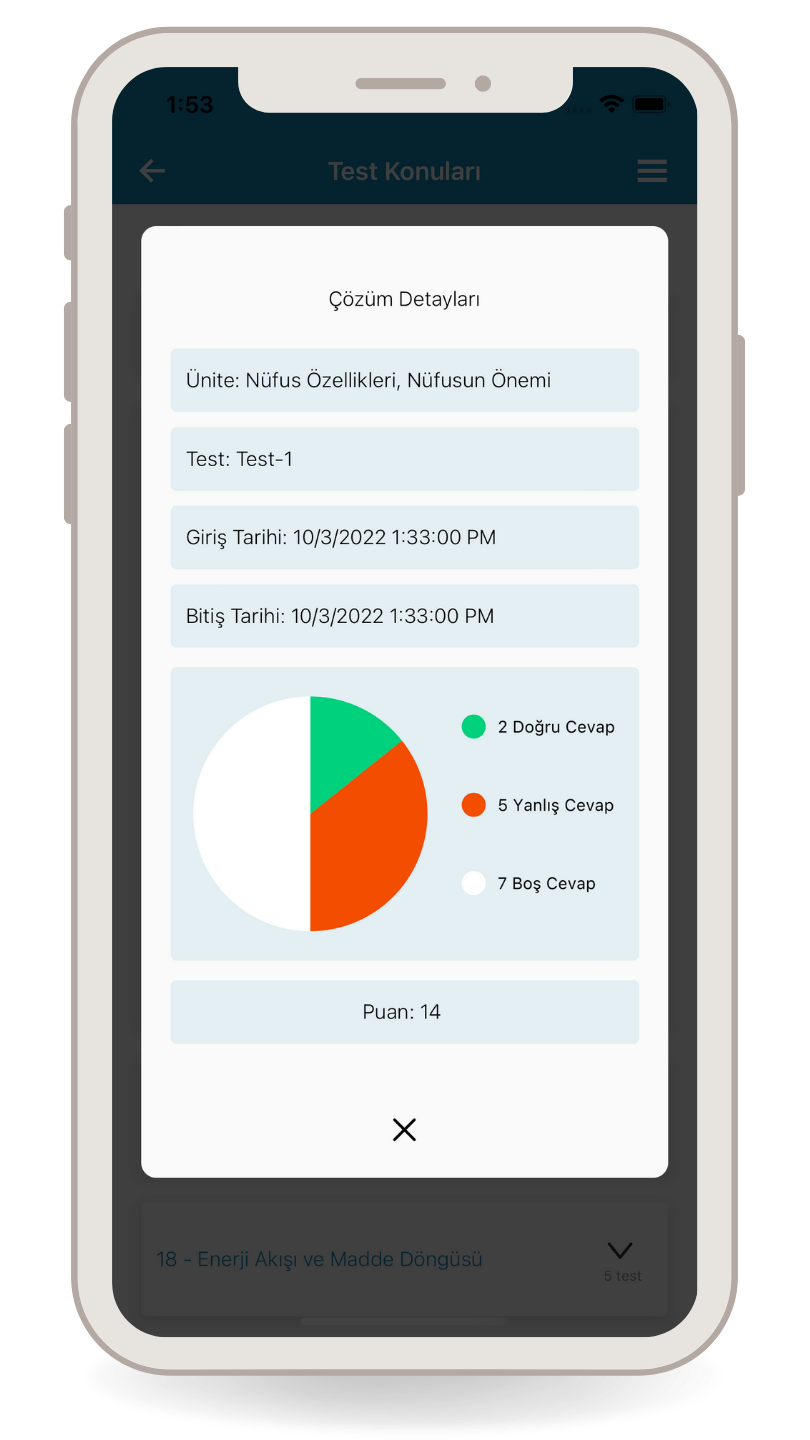 1:53
Test Konuları
Çözüm Detayları
Ünite: Nüfus Özellikleri, Nüfusun Önemi
Test: Test-1
Giriş Tarihi: 10/3/2022 1:33:00 PM
Bitiş Tarihi: 10/3/2022 1:33:00 PM
2 Doğru Cevap
5 Yanlış Cevap
7 Boş Cevap
Puan: 14
18 - Enerji Akışı ve Madde Döngüsü
5 test